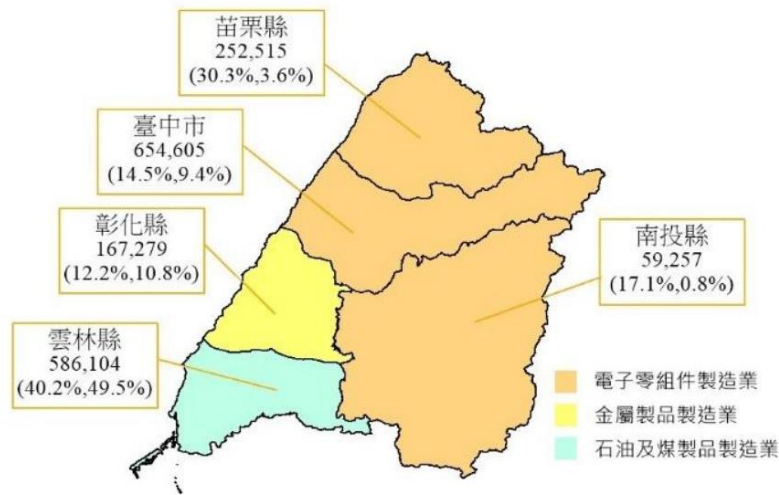 苗栗縣
252,515
(30.3%,3.6%)
臺中市
654,605
(14.5%,9.4%)
彰化縣
167,279
(12.2%,10.8%)
南投縣
59,257
(17.1%,0.8%)
雲林縣
586,104
(40.2%,49.5%)
電子零組件製造業
金屬製品製造業
石油及煤製品製造業